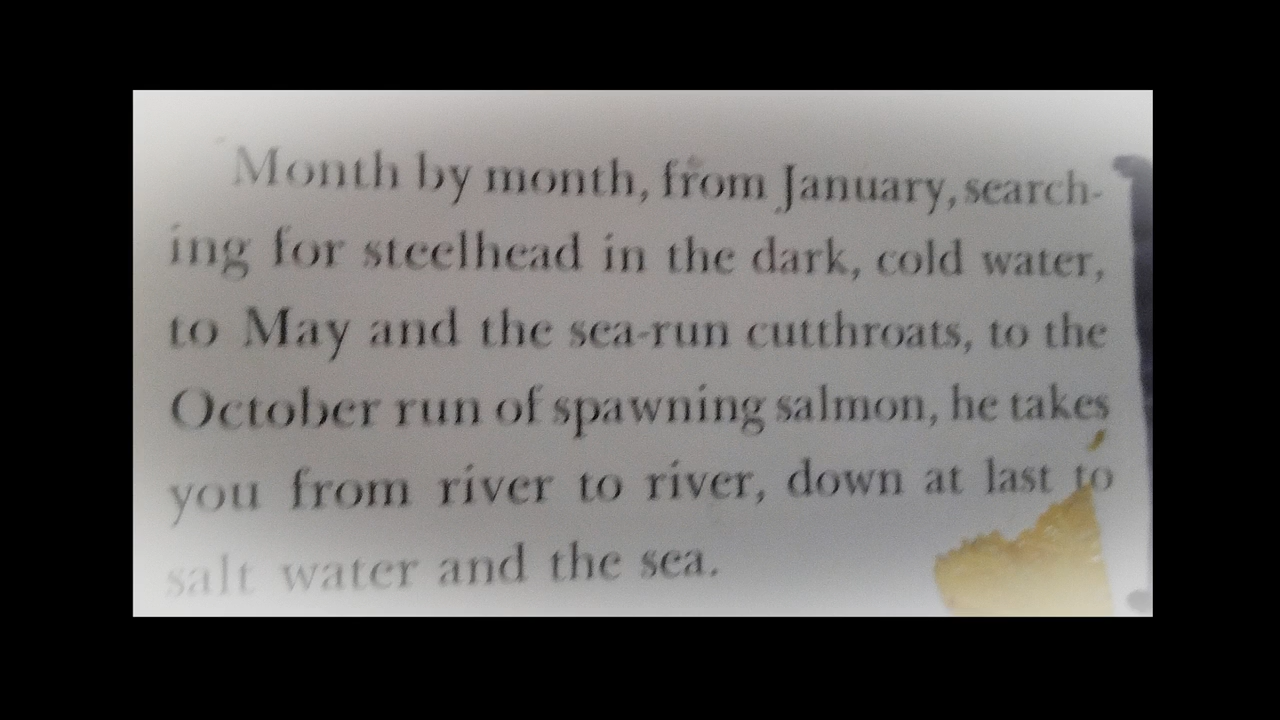 Month by month, from January, search-
ing for steelhead in the dark, cold water,
to May and the sea-run cutthroats, to the
October run of spawning salmon, he takes
you from river to river, down at last to
salt water and the sea.